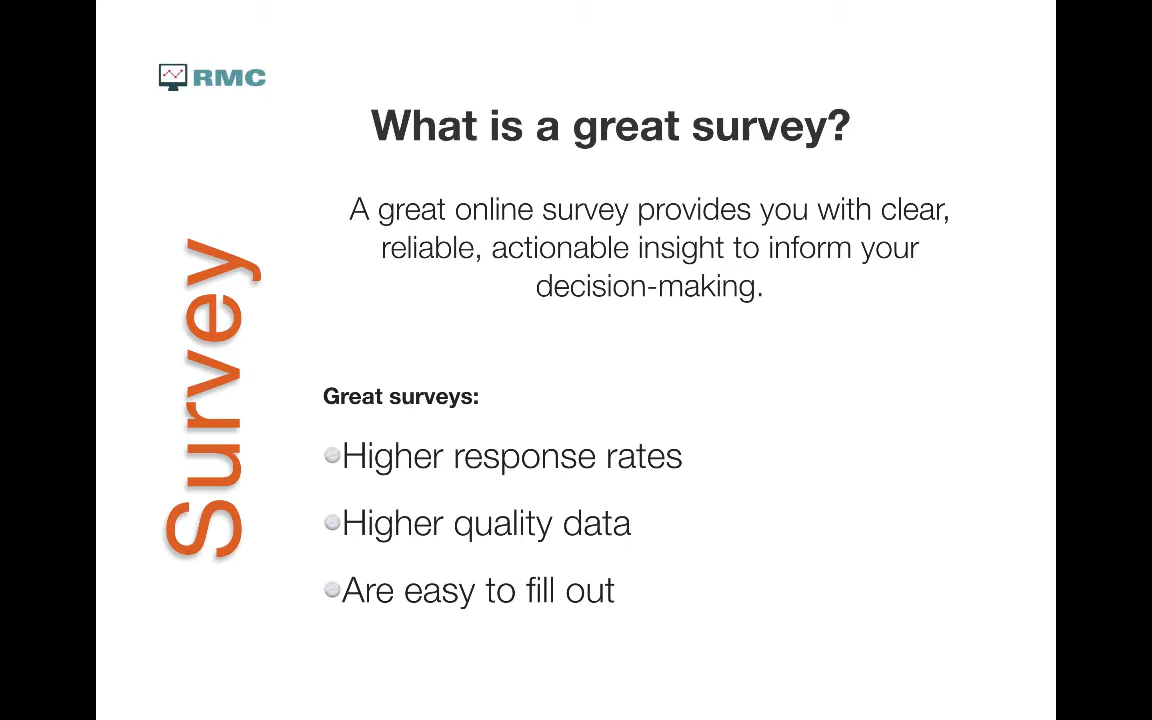 RMC
What is a great survey?
A great online survey provides you with clear,
reliable, actionable insight to inform your
decision-making.
Survey
Great surveys:
Higher response rates
Higher quality data
Are easy to fill out